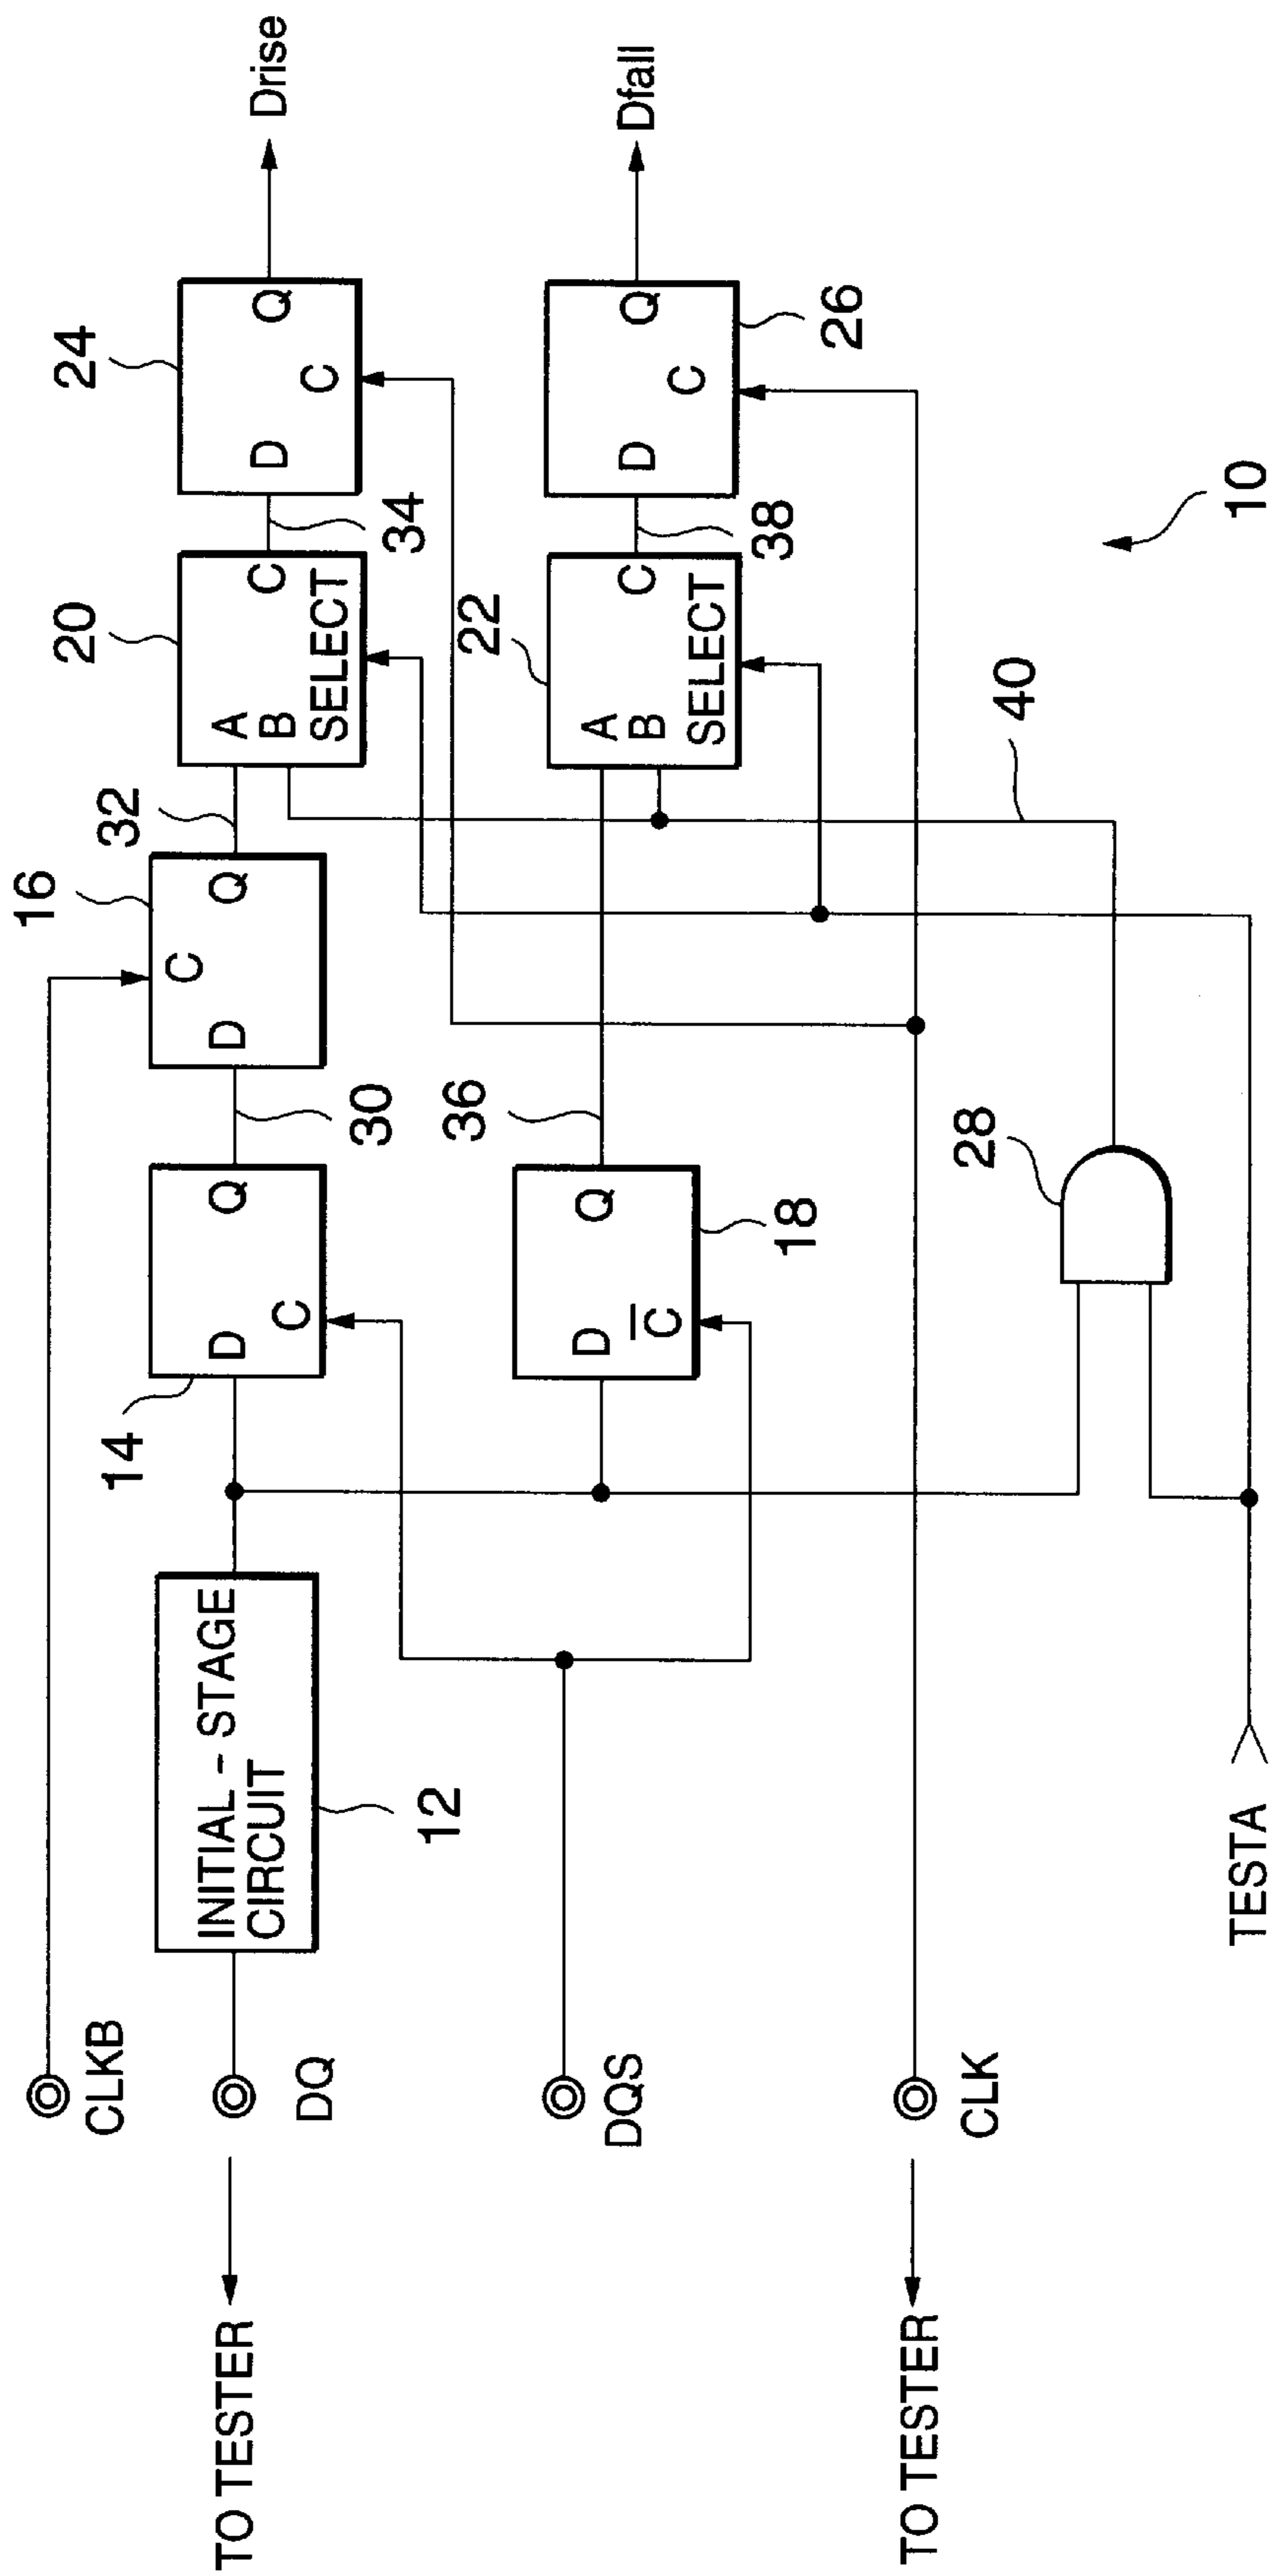 CLKB
16
24
20
32
14
C
D
Q
A
B
C
SELECT
D
C
Q
Drise
INITIAL – STAGE
CIRCUIT
D
C
Q
30
34
TO TESTER
DQ
12
36
22
D
C̅
Q
18
A
B
C
SELECT
38
D
C
Q
26
Dfall
DQS
TO TESTER
CLK
28
40
10
TESTA